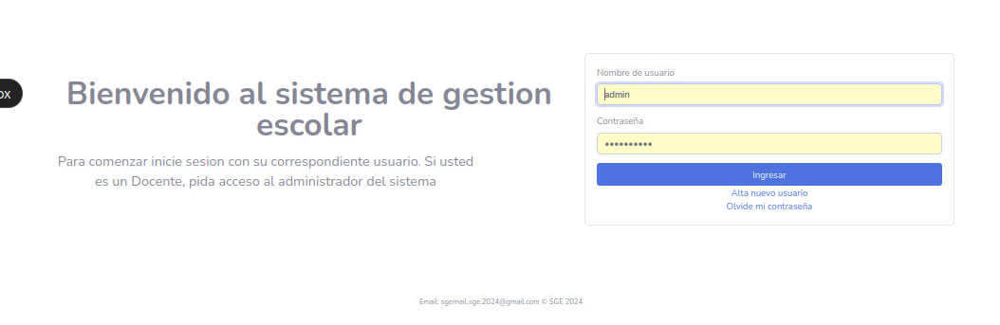 ox
Bienvenido al sistema de gestion
escolar
Para comenzar inicie sesion con su correspondiente usuario. Si usted
es un Docente, pida acceso al administrador del sistema
Nombre de usuario
admin
Contraseña
••••••••••
Ingresar
Alta nuevo usuario
Olvide mi contraseña
Email: sgemail.sge.2024@gmail.com © SGE 2024